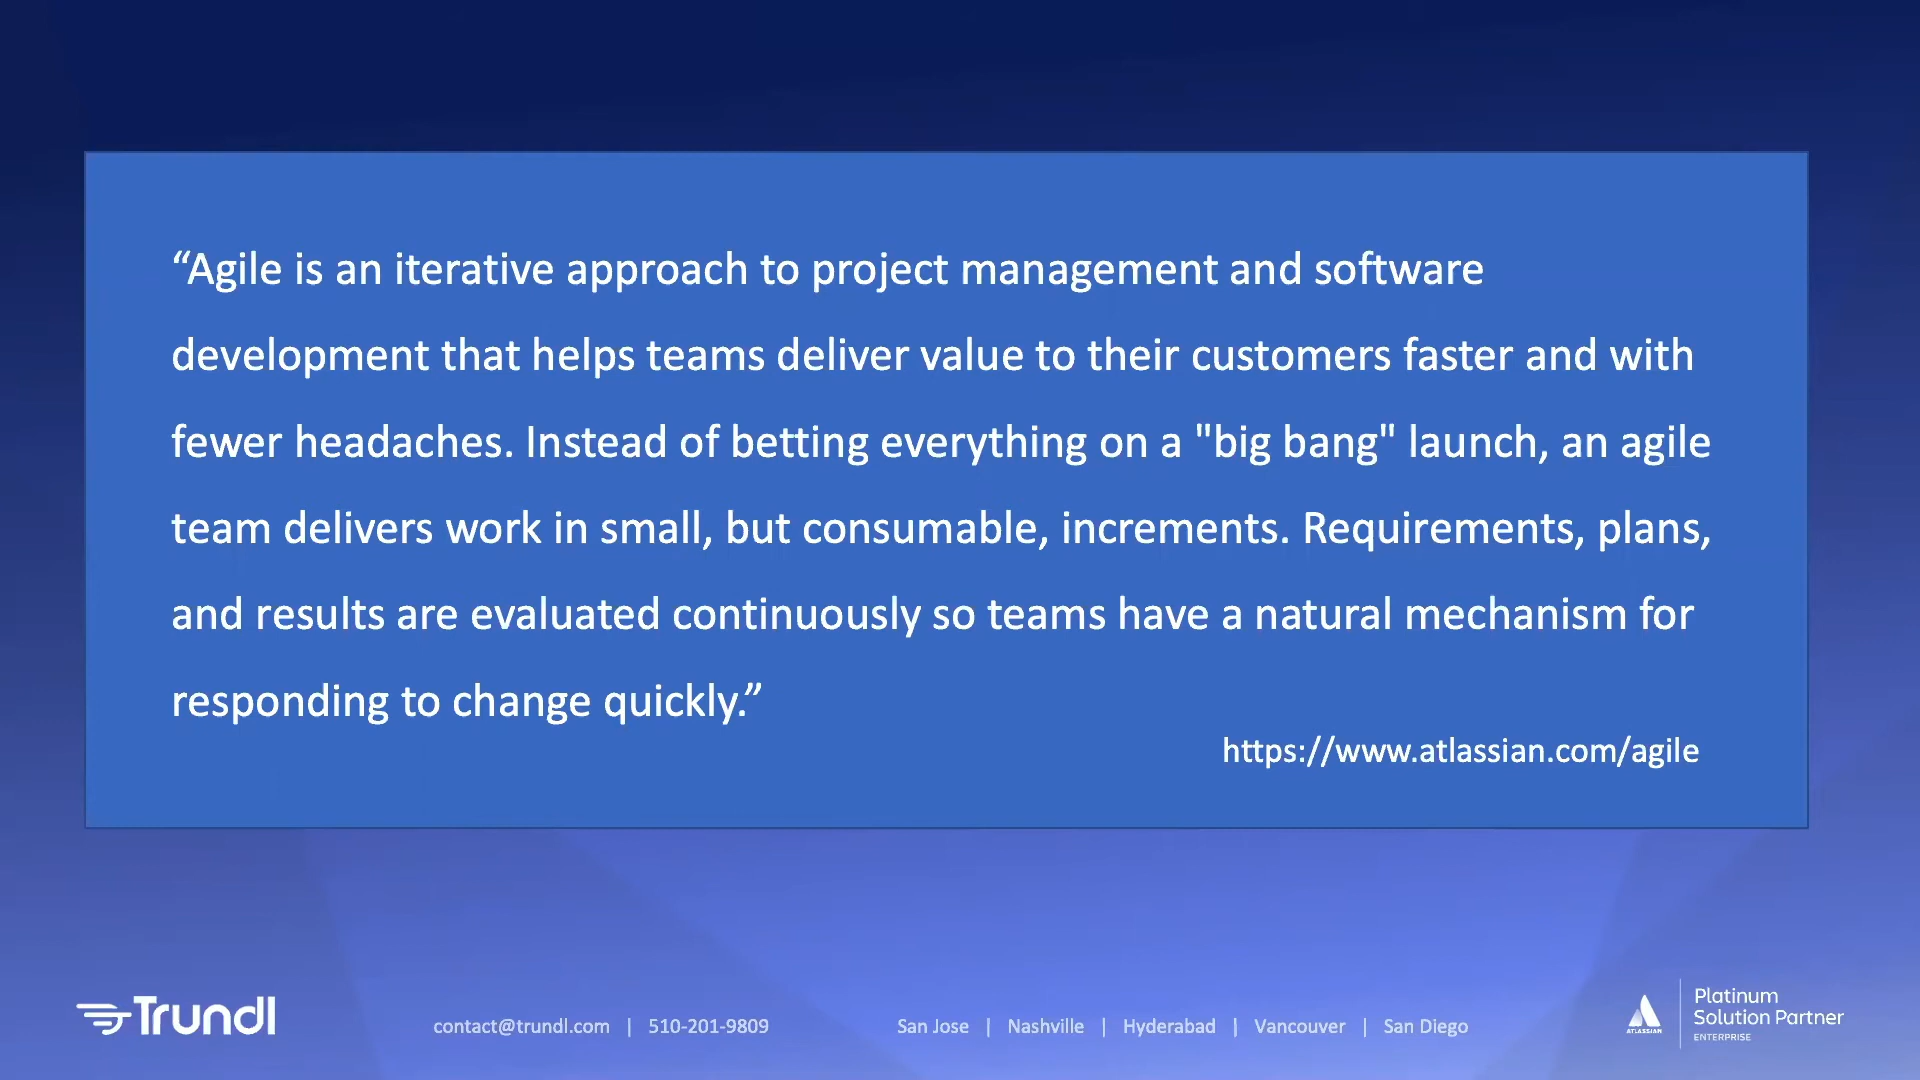 “Agile is an iterative approach to project management and software
development that helps teams deliver value to their customers faster and with
fewer headaches. Instead of betting everything on a "big bang" launch, an agile
team delivers work in small, but consumable, increments. Requirements, plans,
and results are evaluated continuously so teams have a natural mechanism for
responding to change quickly.”
https://www.atlassian.com/agile
Trundl
contact@trundl.com | 510-201-9809
San Jose | Nashville | Hyderabad | Vancouver | San Diego
ATLASSIAN
Platinum
Solution Partner
ENTERPRISE